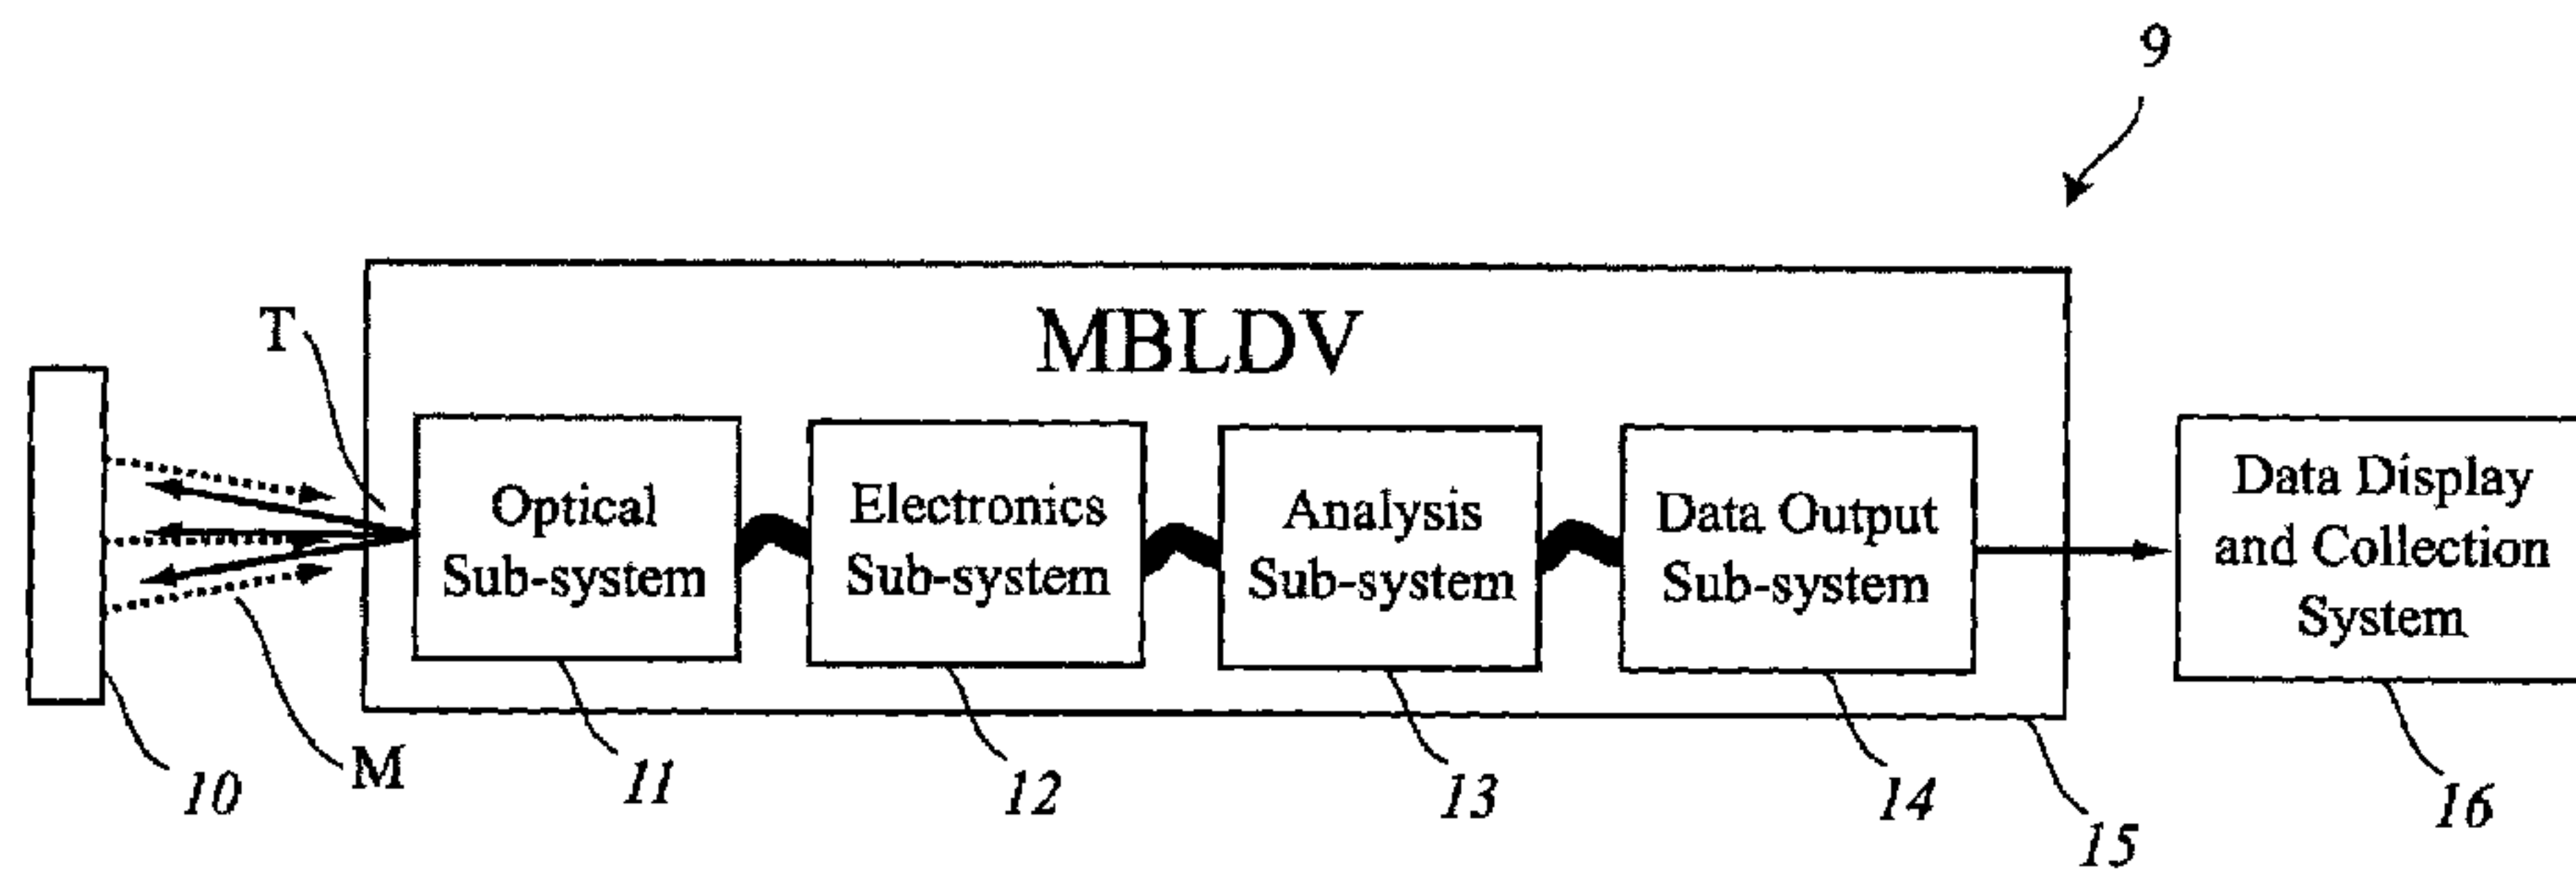 9
T
MBLDV
Optical
Sub-system
Electronics
Sub-system
Analysis
Sub-system
Data Output
Sub-system
Data Display
and Collection
System
M
10
11
12
13
14
15
16